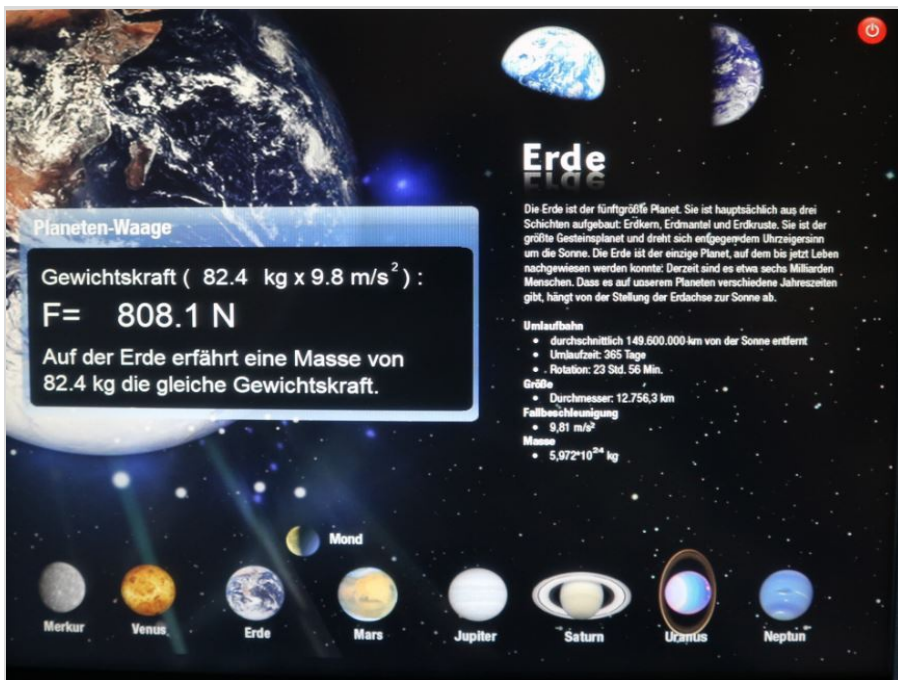 Erde
Die Erde ist der fünftgrößte Planet. Sie ist hauptsächlich aus drei
Schichten aufgebaut: Erdkern, Erdmantel und Erdkruste. Sie ist der
größte Gesteinsplanet und dreht sich entgegen dem Uhrzeigersinn
um die Sonne. Die Erde ist der einzige Planet, auf dem bis jetzt Leben
nachgewiesen werden konnte: Derzeit sind es etwa sechs Milliarden
Menschen. Dass es auf unserem Planeten verschiedene Jahreszeiten
gibt, hängt von der Stellung der Erdachse zur Sonne ab.
Umlaufbahn
• durchschnittlich 149.600.000 km von der Sonne entfernt
• Umlaufzeit: 365 Tage
• Rotation: 23 Std. 56 Min.
Größe
• Durchmesser: 12.756,3 km
Fallbeschleunigung
• 9,81 m/s²
Masse
• 5,972*10²⁴ kg
Planeten-Waage
Gewichtskraft ( 82.4 kg x 9.8 m/s² ) :
F= 808.1 N
Auf der Erde erfährt eine Masse von
82.4 kg die gleiche Gewichtskraft.
Mond
Merkur Venus Erde Mars Jupiter Saturn Uranus Neptun